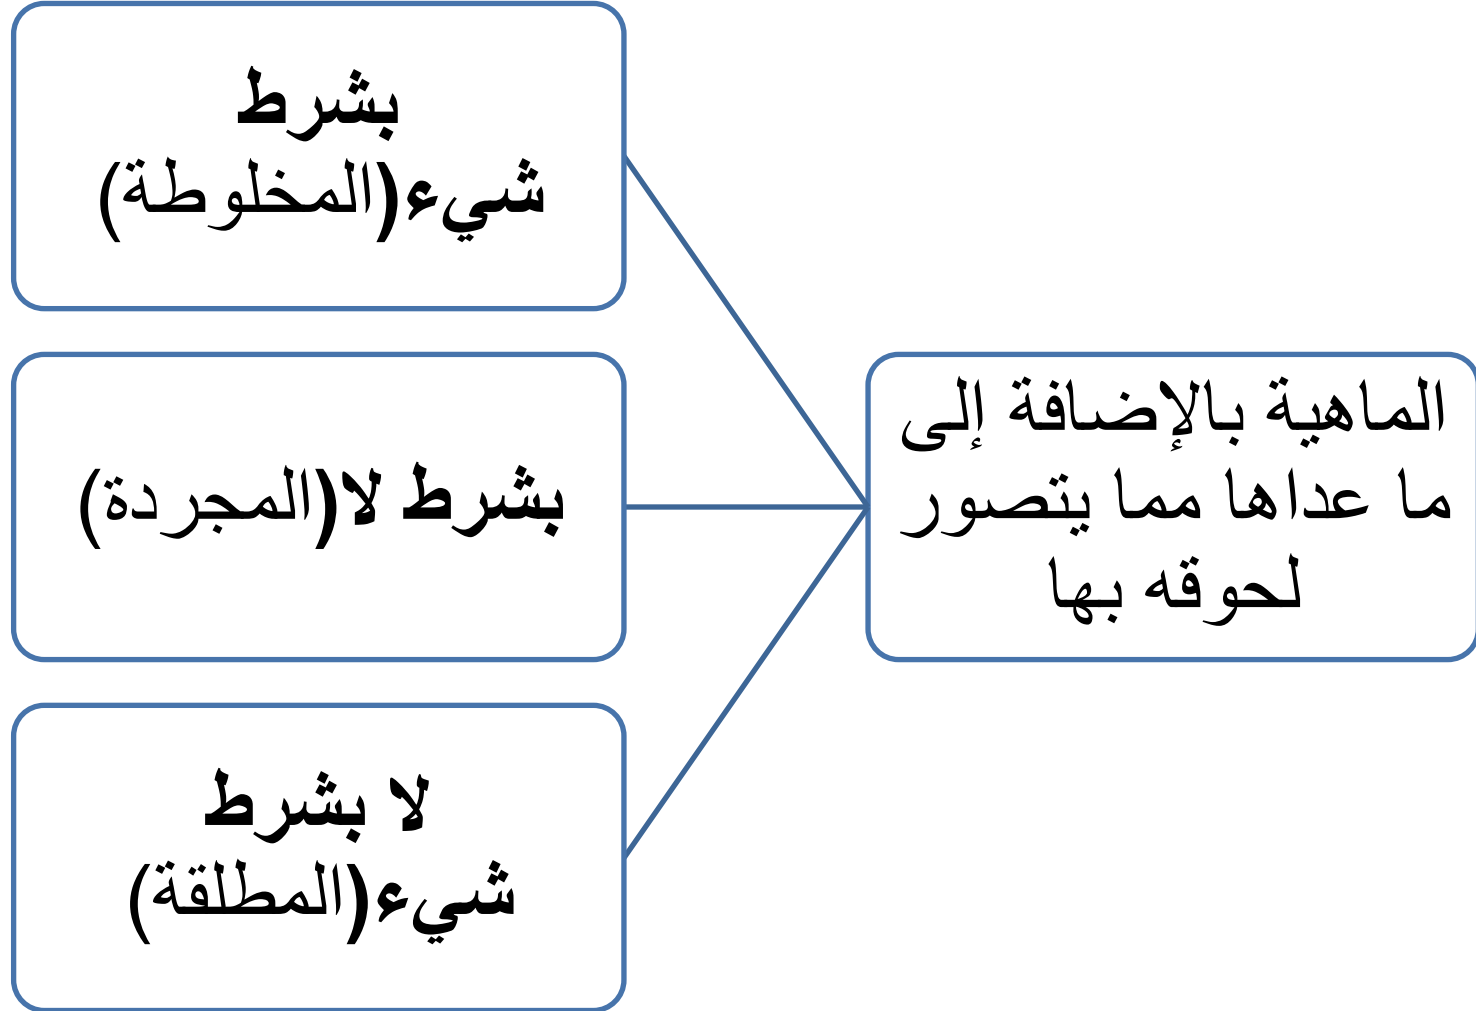 الماهية بالإضافة إلى
ما عداها مما يتصور
لحوقه بها
بشرط
شيء(المخلوطة)
بشرط لا(المجردة)
لا بشرط
شيء(المطلقة)